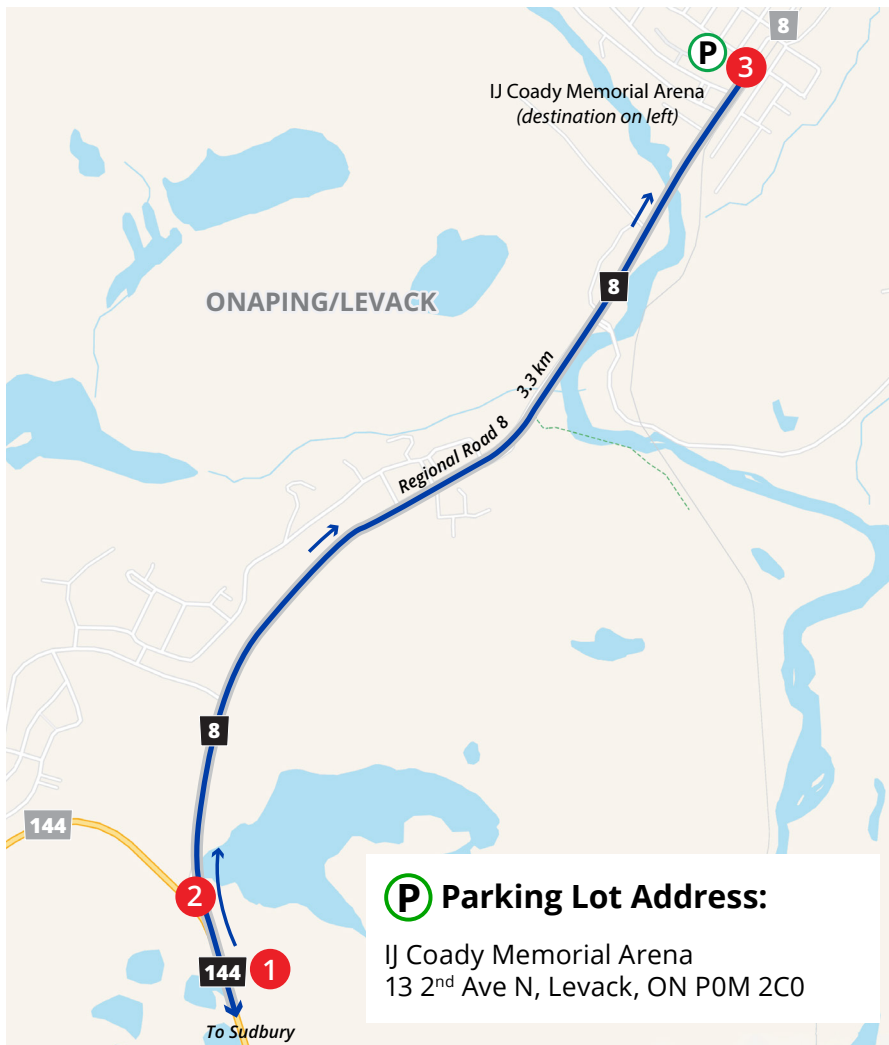 8
P
3
IJ Coady Memorial Arena
(destination on left)
8
ONAPING/LEVACK
3.3 km
Regional Road 8
8
144
2
144
1
To Sudbury
P Parking Lot Address:
IJ Coady Memorial Arena
13 2nd Ave N, Levack, ON P0M 2C0